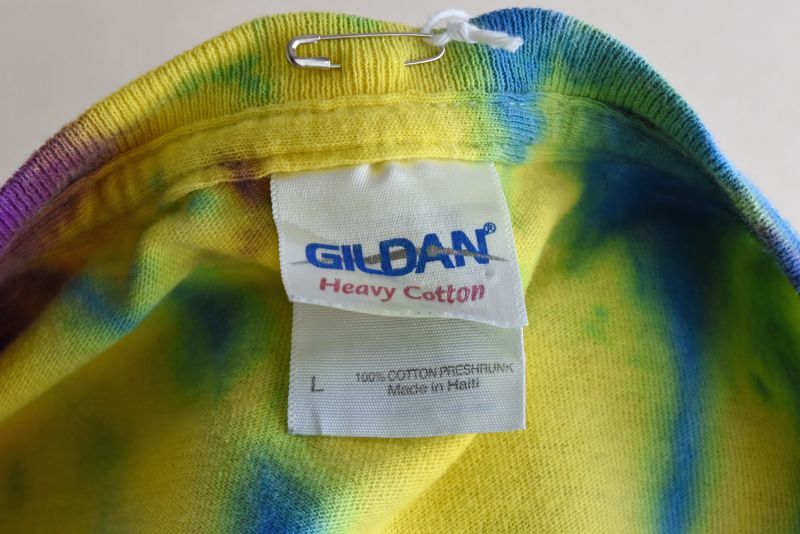 GILDAN®
Heavy Cotton
L
100% COTTON PRESHRUNK
Made in Haiti